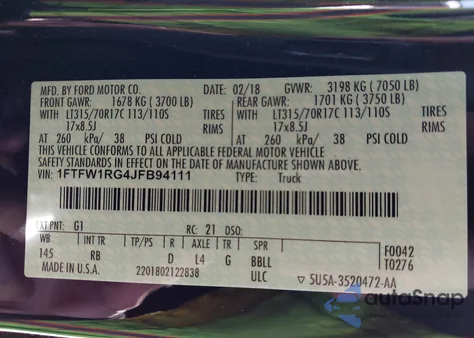 MFD. BY FORD MOTOR CO. DATE: 02/18 GVWR: 3198 KG ( 7050 LB)
FRONT GAWR: 1678 KG ( 3700 LB) REAR GAWR: 1701 KG ( 3750 LB)
WITH LT315/70R17C 113/110S TIRES WITH LT315/70R17C 113/110S TIRES
17x8.5J 17x8.5J
AT 260 kPa/ 38 PSI COLD AT 260 kPa/ 38 PSI COLD
THIS VEHICLE CONFORMS TO ALL APPLICABLE FEDERAL MOTOR VEHICLE
SAFETY STANDARDS IN EFFECT ON THE DATE OF MANUFACTURE SHOWN ABOVE.
VIN: 1FTFW1RG4JFB94111 TYPE: Truck
EXT PNT: G1 RC: 21 DSO: F0042
WB INT TR TP/PS R AXLE TR SPR T0276
145 RB D L4 G BBLL
MADE IN U.S.A. 2201802122838 ULC ▽ 5U5A-3520472-AA
autoSnap